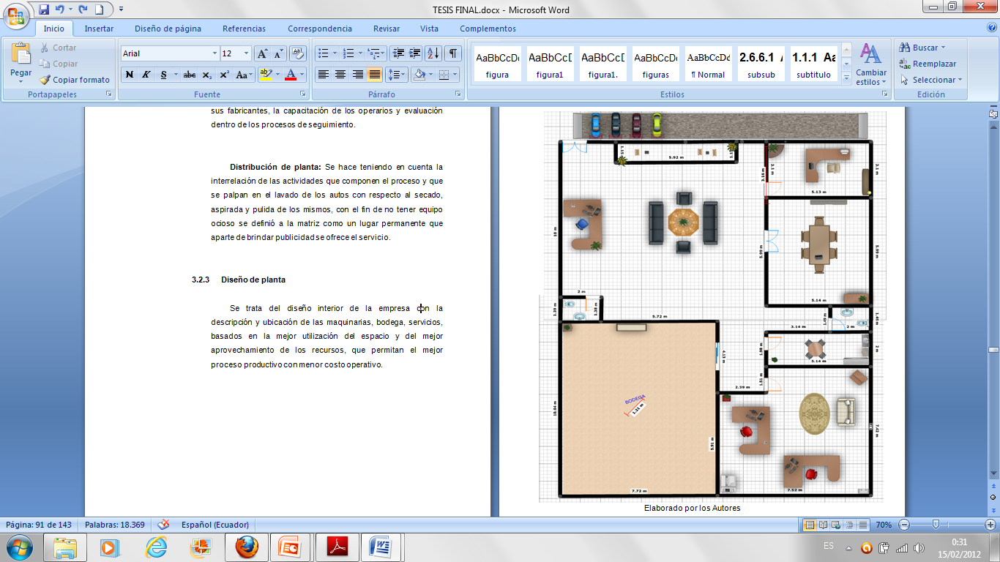 TESIS FINAL.docx - Microsoft Word
Inicio Insertar Diseño de página Referencias Correspondencia Revisar Vista Complementos
Pegar
Cortar
Copiar
Copiar formato
Portapapeles
Arial 12
N K S abc x₂ x² Aa
Fuente
Párrafo
AaBbCcDc AaBbCcD AaBbCcD AaBbCcDc AaBbCcDd 2.6.6.1 1.1.1 Aa
figura figura1 figura1. figuras ¶ Normal subsub subtitulo
Cambiar estilos
Estilos
Buscar
Reemplazar
Seleccionar
Edición
sus fabricantes, la capacitación de los operarios y evaluación
dentro de los procesos de seguimiento.
Distribución de planta: Se hace teniendo en cuenta la
interrelación de las actividades que componen el proceso y que
se palpan en el lavado de los autos con respecto al secado,
aspirada y pulida de los mismos, con el fin de no tener equipo
ocioso se definió a la matriz como un lugar permanente que
aparte de brindar publicidad se ofrece el servicio.
3.2.3 Diseño de planta
Se trata del diseño interior de la empresa con la
descripción y ubicación de las maquinarias, bodega, servicios,
basados en la mejor utilización del espacio y del mejor
aprovechamiento de los recursos, que permitan el mejor
proceso productivo con menor costo operativo.
1.15
5.92 m
3.16 m
3.1 m
3.1 m
5.13 m
10 m
5.99 m
5.99 m
5.14 m
2 m
1.39 m
1.38 m
5.72 m
3.14 m
1.49 m
2 m
1.45 m
4.13 m
1.98 m
5.14 m
2 m
2.39 m
1.51 m
BODEGA
1.31 m
10.04 m
5.91 m
7.42 m
7.72 m
7.52 m
Elaborado por los Autores
Página: 91 de 143 Palabras: 18.369 Español (Ecuador) 70%
ES 0:31
15/02/2012